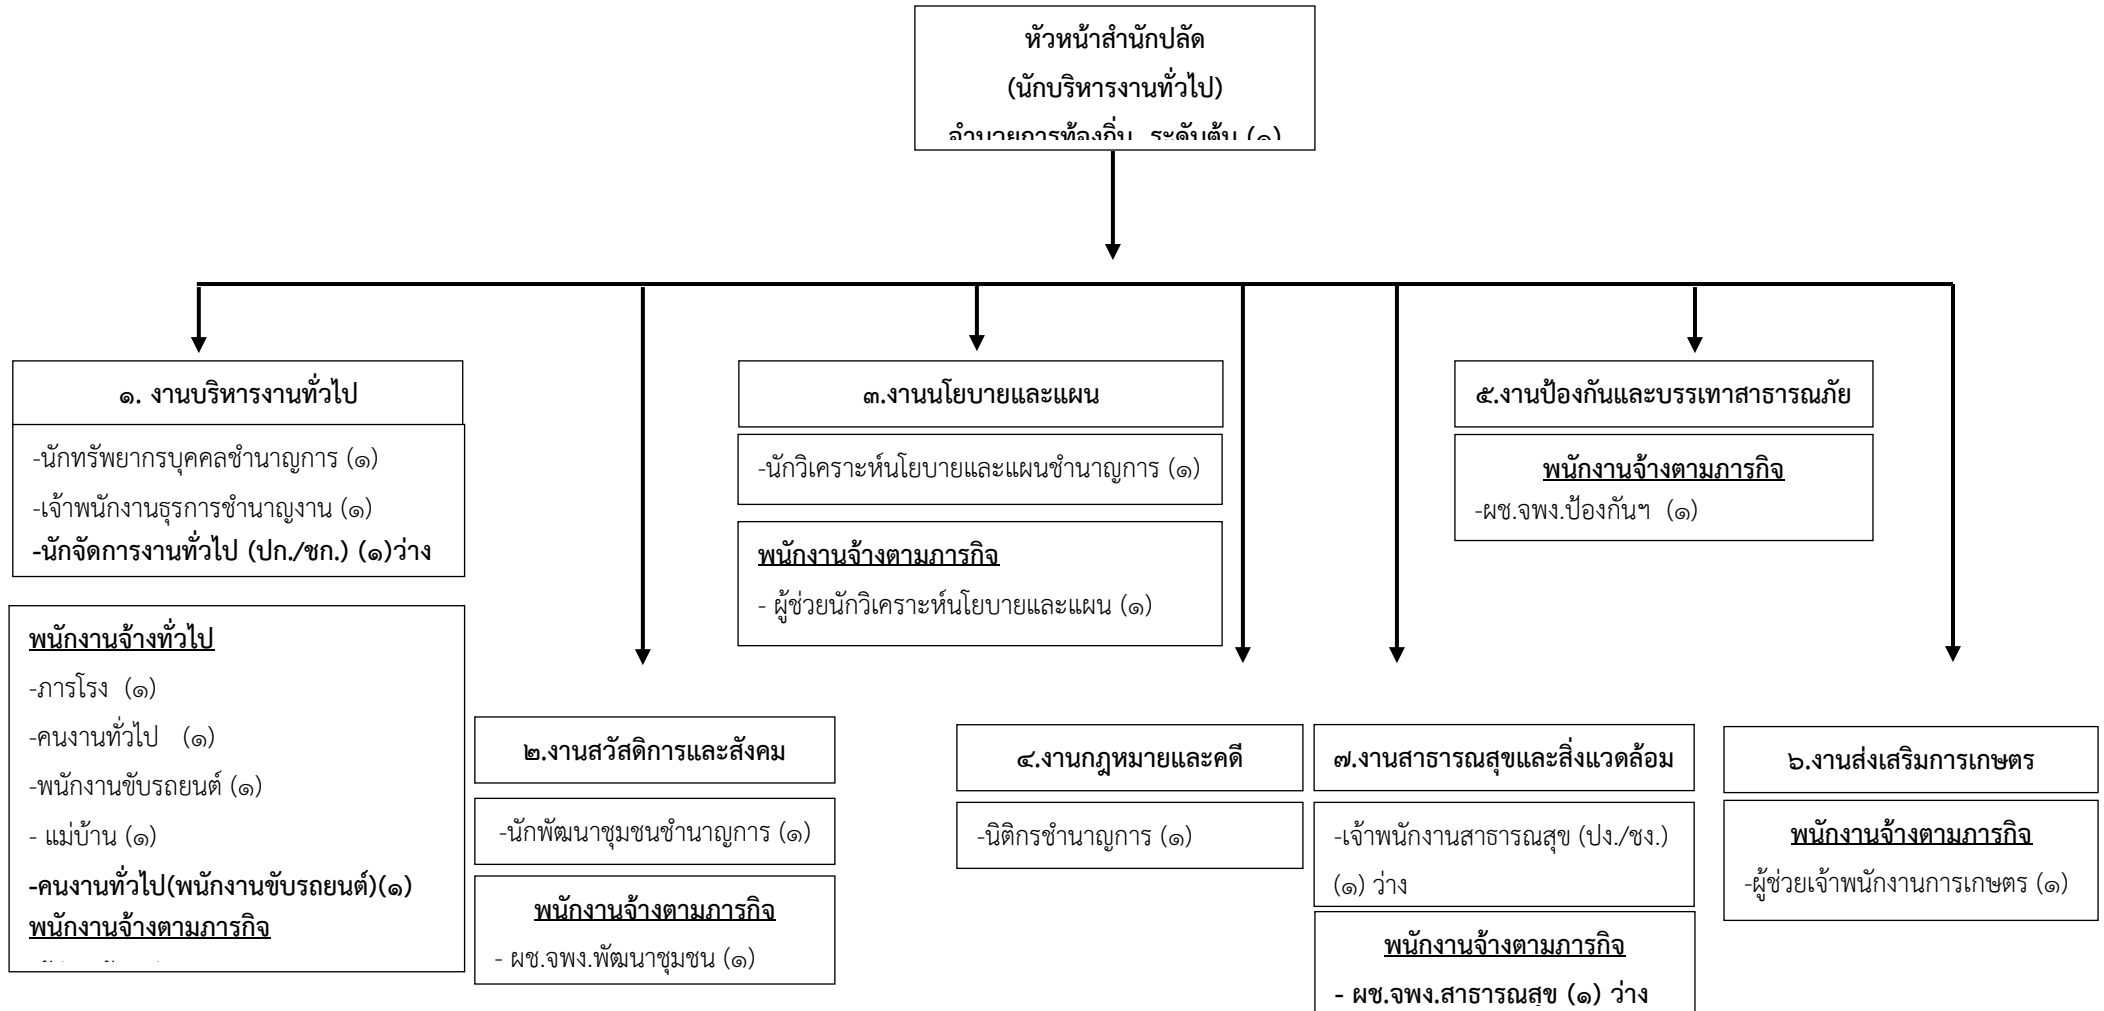 หัวหน้าสำนักปลัด
(นักบริหารงานทั่วไป)
อำนวยการท้องถิ่น ระดับต้น (๑)
๑. งานบริหารงานทั่วไป
-นักทรัพยากรบุคคลชำนาญการ (๑)
-เจ้าพนักงานธุรการชำนาญงาน (๑)
-นักจัดการงานทั่วไป (ปก./ชก.) (๑)ว่าง
พนักงานจ้างทั่วไป
-ภารโรง (๑)
-คนงานทั่วไป (๑)
-พนักงานขับรถยนต์ (๑)
- แม่บ้าน (๑)
-คนงานทั่วไป(พนักงานขับรถยนต์)(๑)
พนักงานจ้างตามภารกิจ
๒.งานสวัสดิการและสังคม
-นักพัฒนาชุมชนชำนาญการ (๑)
พนักงานจ้างตามภารกิจ
- ผช.จพง.พัฒนาชุมชน (๑)
๓.งานนโยบายและแผน
-นักวิเคราะห์นโยบายและแผนชำนาญการ (๑)
พนักงานจ้างตามภารกิจ
- ผู้ช่วยนักวิเคราะห์นโยบายและแผน (๑)
๔.งานกฎหมายและคดี
-นิติกรชำนาญการ (๑)
๕.งานป้องกันและบรรเทาสาธารณภัย
พนักงานจ้างตามภารกิจ
-ผช.จพง.ป้องกันฯ (๑)
๗.งานสาธารณสุขและสิ่งแวดล้อม
-เจ้าพนักงานสาธารณสุข (ปง./ชง.)
(๑) ว่าง
พนักงานจ้างตามภารกิจ
- ผช.จพง.สาธารณสุข (๑) ว่าง
๖.งานส่งเสริมการเกษตร
พนักงานจ้างตามภารกิจ
-ผู้ช่วยเจ้าพนักงานการเกษตร (๑)